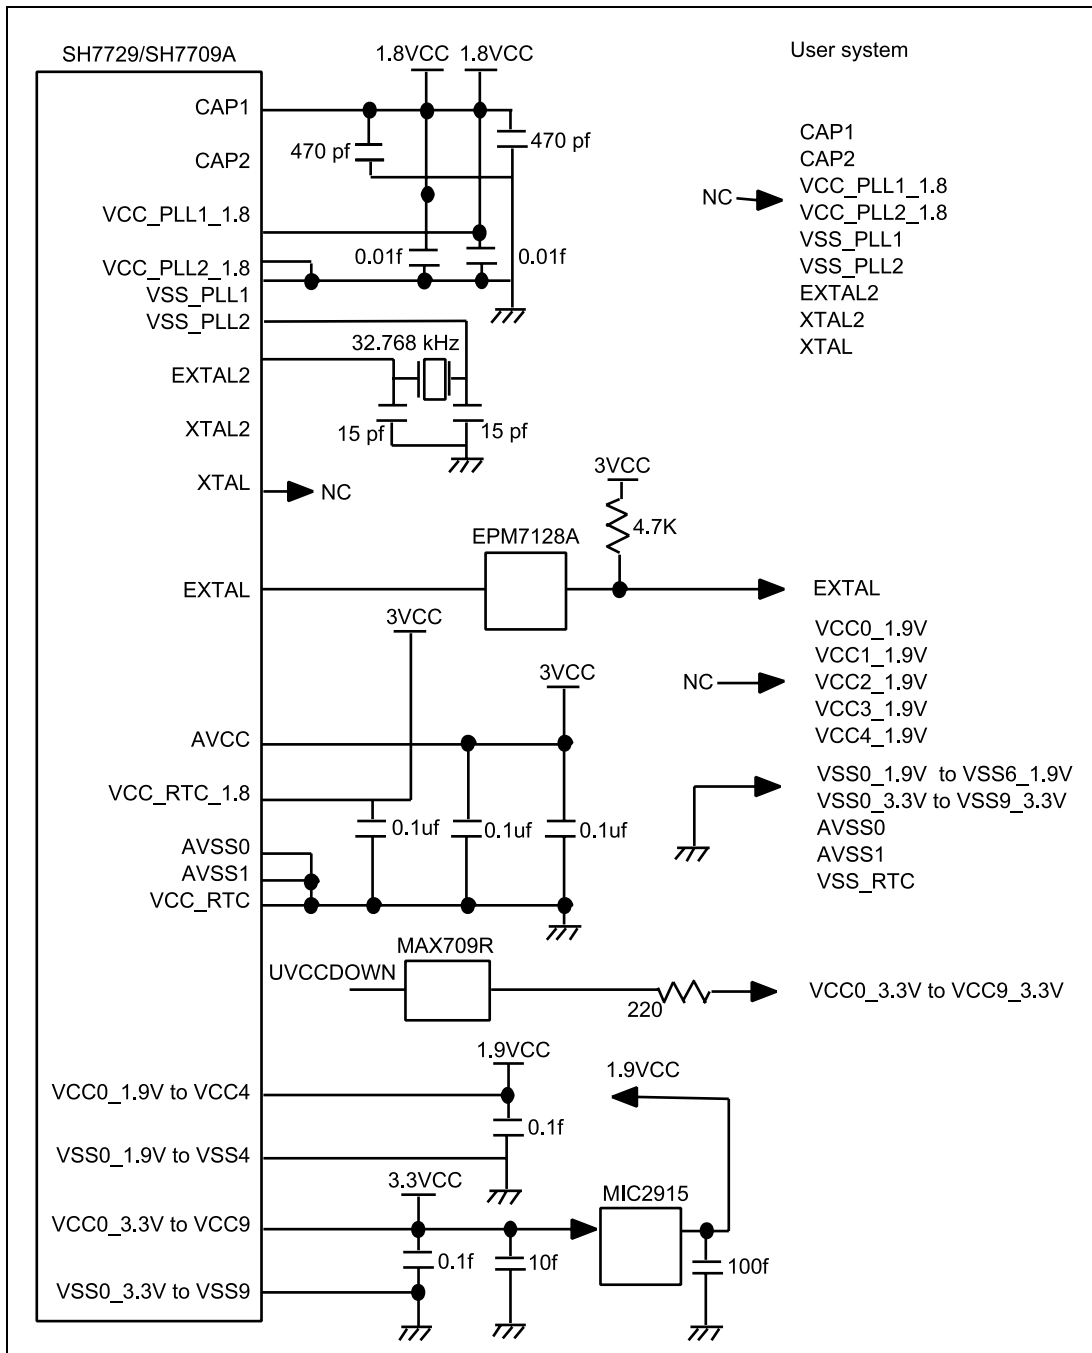 SH7729/SH7709A
1.8VCC 1.8VCC
User system
CAP1
470 pf
470 pf
CAP2
VCC_PLL1_1.8
0.01f
0.01f
VCC_PLL2_1.8
VSS_PLL1
VSS_PLL2
32.768 kHz
EXTAL2
15 pf
15 pf
XTAL2
XTAL
NC
CAP1
CAP2
NC
VCC_PLL1_1.8
VCC_PLL2_1.8
VSS_PLL1
VSS_PLL2
EXTAL2
XTAL2
XTAL
3VCC
4.7K
EPM7128A
EXTAL
EXTAL
3VCC
3VCC
VCC0_1.9V
VCC1_1.9V
NC
VCC2_1.9V
VCC3_1.9V
VCC4_1.9V
AVCC
VCC_RTC_1.8
0.1uf
0.1uf
0.1uf
AVSS0
AVSS1
VCC_RTC
VSS0_1.9V to VSS6_1.9V
VSS0_3.3V to VSS9_3.3V
AVSS0
AVSS1
VSS_RTC
MAX709R
UVCCDOWN
220
VCC0_3.3V to VCC9_3.3V
1.9VCC
1.9VCC
VCC0_1.9V to VCC4
0.1f
VSS0_1.9V to VSS4
3.3VCC
MIC2915
VCC0_3.3V to VCC9
0.1f
10f
100f
VSS0_3.3V to VSS9